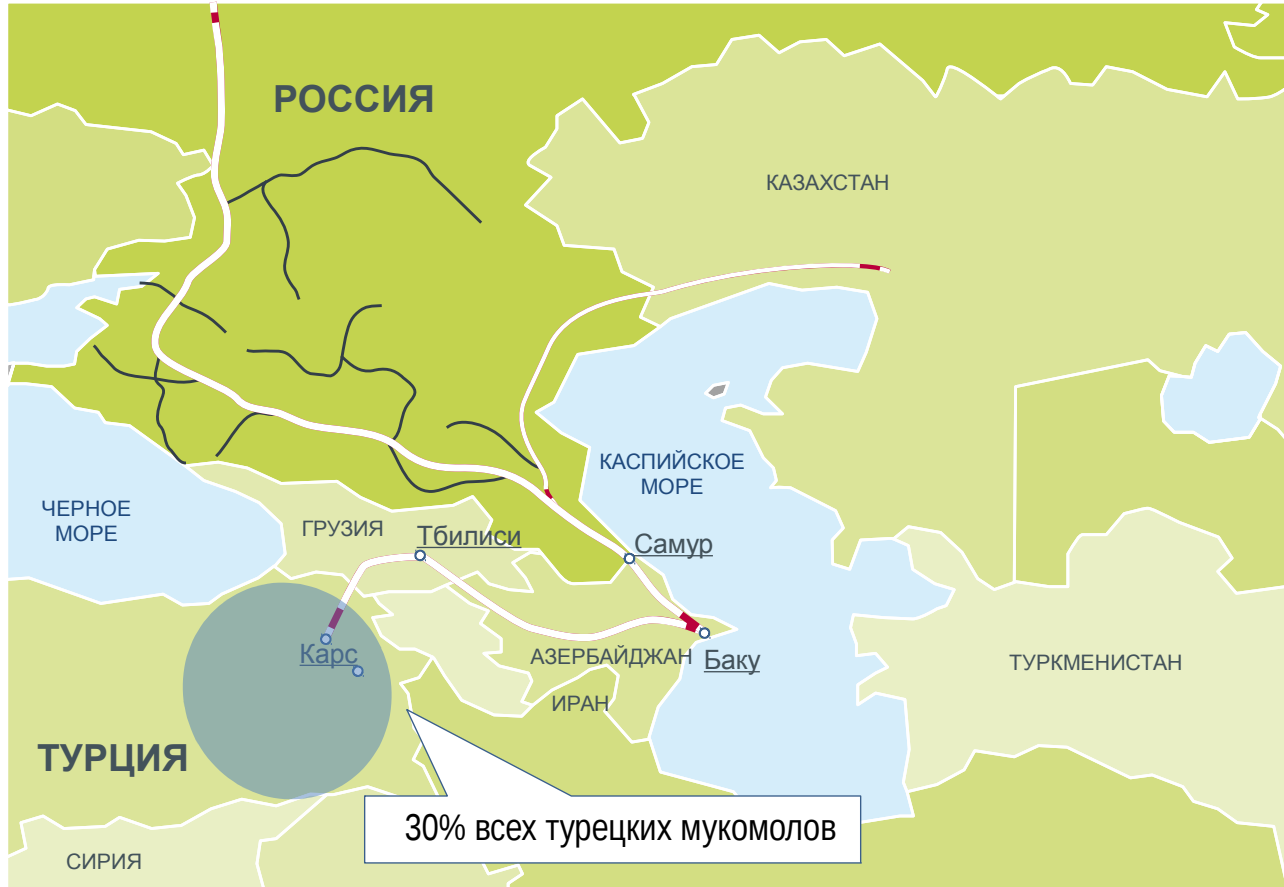 РОССИЯ
КАЗАХСТАН
КАСПИЙСКОЕ
МОРЕ
ЧЕРНОЕ
МОРЕ
ГРУЗИЯ
Тбилиси
Самур
Карс
АЗЕРБАЙДЖАН
Баку
ТУРКМЕНИСТАН
ИРАН
ТУРЦИЯ
30% всех турецких мукомолов
СИРИЯ